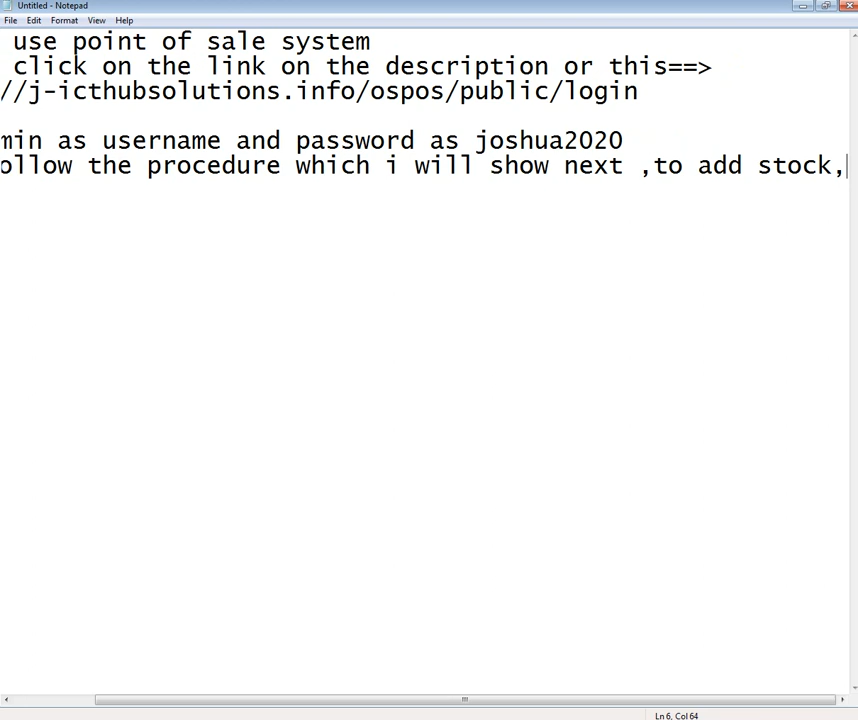 Untitled - Notepad
File Edit Format View Help
use point of sale system
click on the link on the description or this==>
//j-icthubsolutions.info/ospos/public/login
min as username and password as joshua2020
ollow the procedure which i will show next ,to add stock,
Ln 6, Col 64